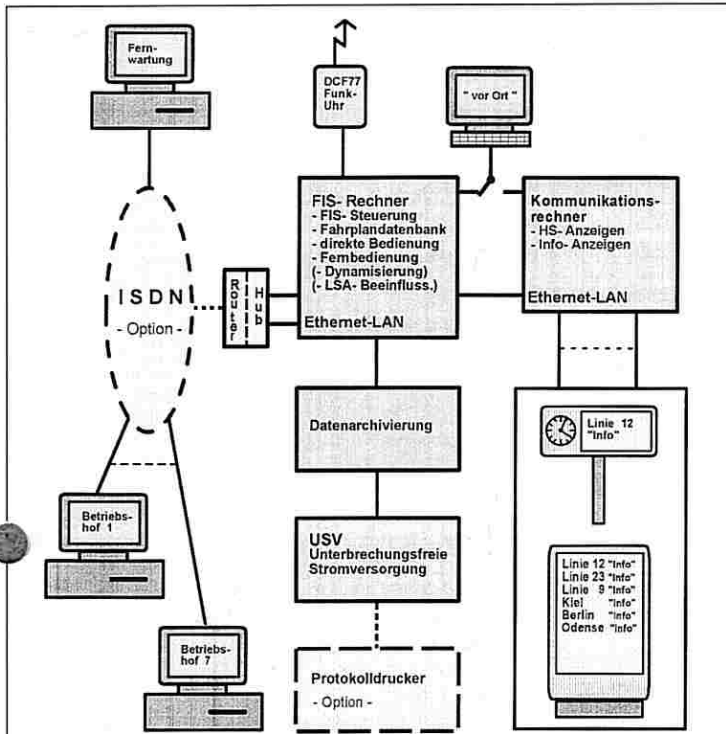 Fern-
wartung
DCF77
Funk-
Uhr
" vor Ort "
FIS- Rechner
- FIS- Steuerung
- Fahrplandatenbank
- direkte Bedienung
- Fernbedienung
(- Dynamisierung)
(- LSA- Beeinfluss.)
Ethernet-LAN
Kommunikations-
rechner
- HS- Anzeigen
- Info- Anzeigen
Ethernet-LAN
ISDN
- Option -
Router
Hub
Datenarchivierung
Linie 12
"Info"
USV
Unterbrechungsfreie
Stromversorgung
Betriebs-
hof 1
Linie 12 "Info"
Linie 23 "Info"
Linie 9 "Info"
Kiel "Info"
Berlin "Info"
Odense "Info"
Betriebs-
hof 7
Protokolldrucker
- Option -